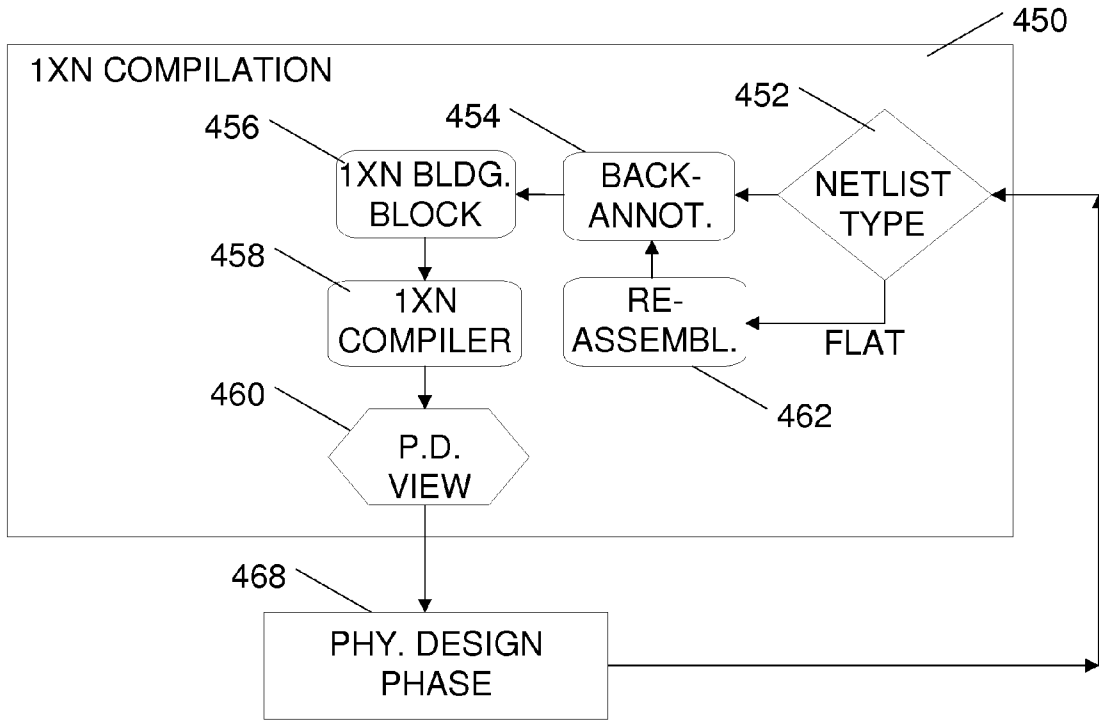 450
1XN COMPILATION
452
454
456
1XN BLDG.
BLOCK
BACK-
ANNOT.
NETLIST
TYPE
458
1XN
COMPILER
RE-
ASSEMBL.
FLAT
460
462
P.D.
VIEW
468
PHY. DESIGN
PHASE